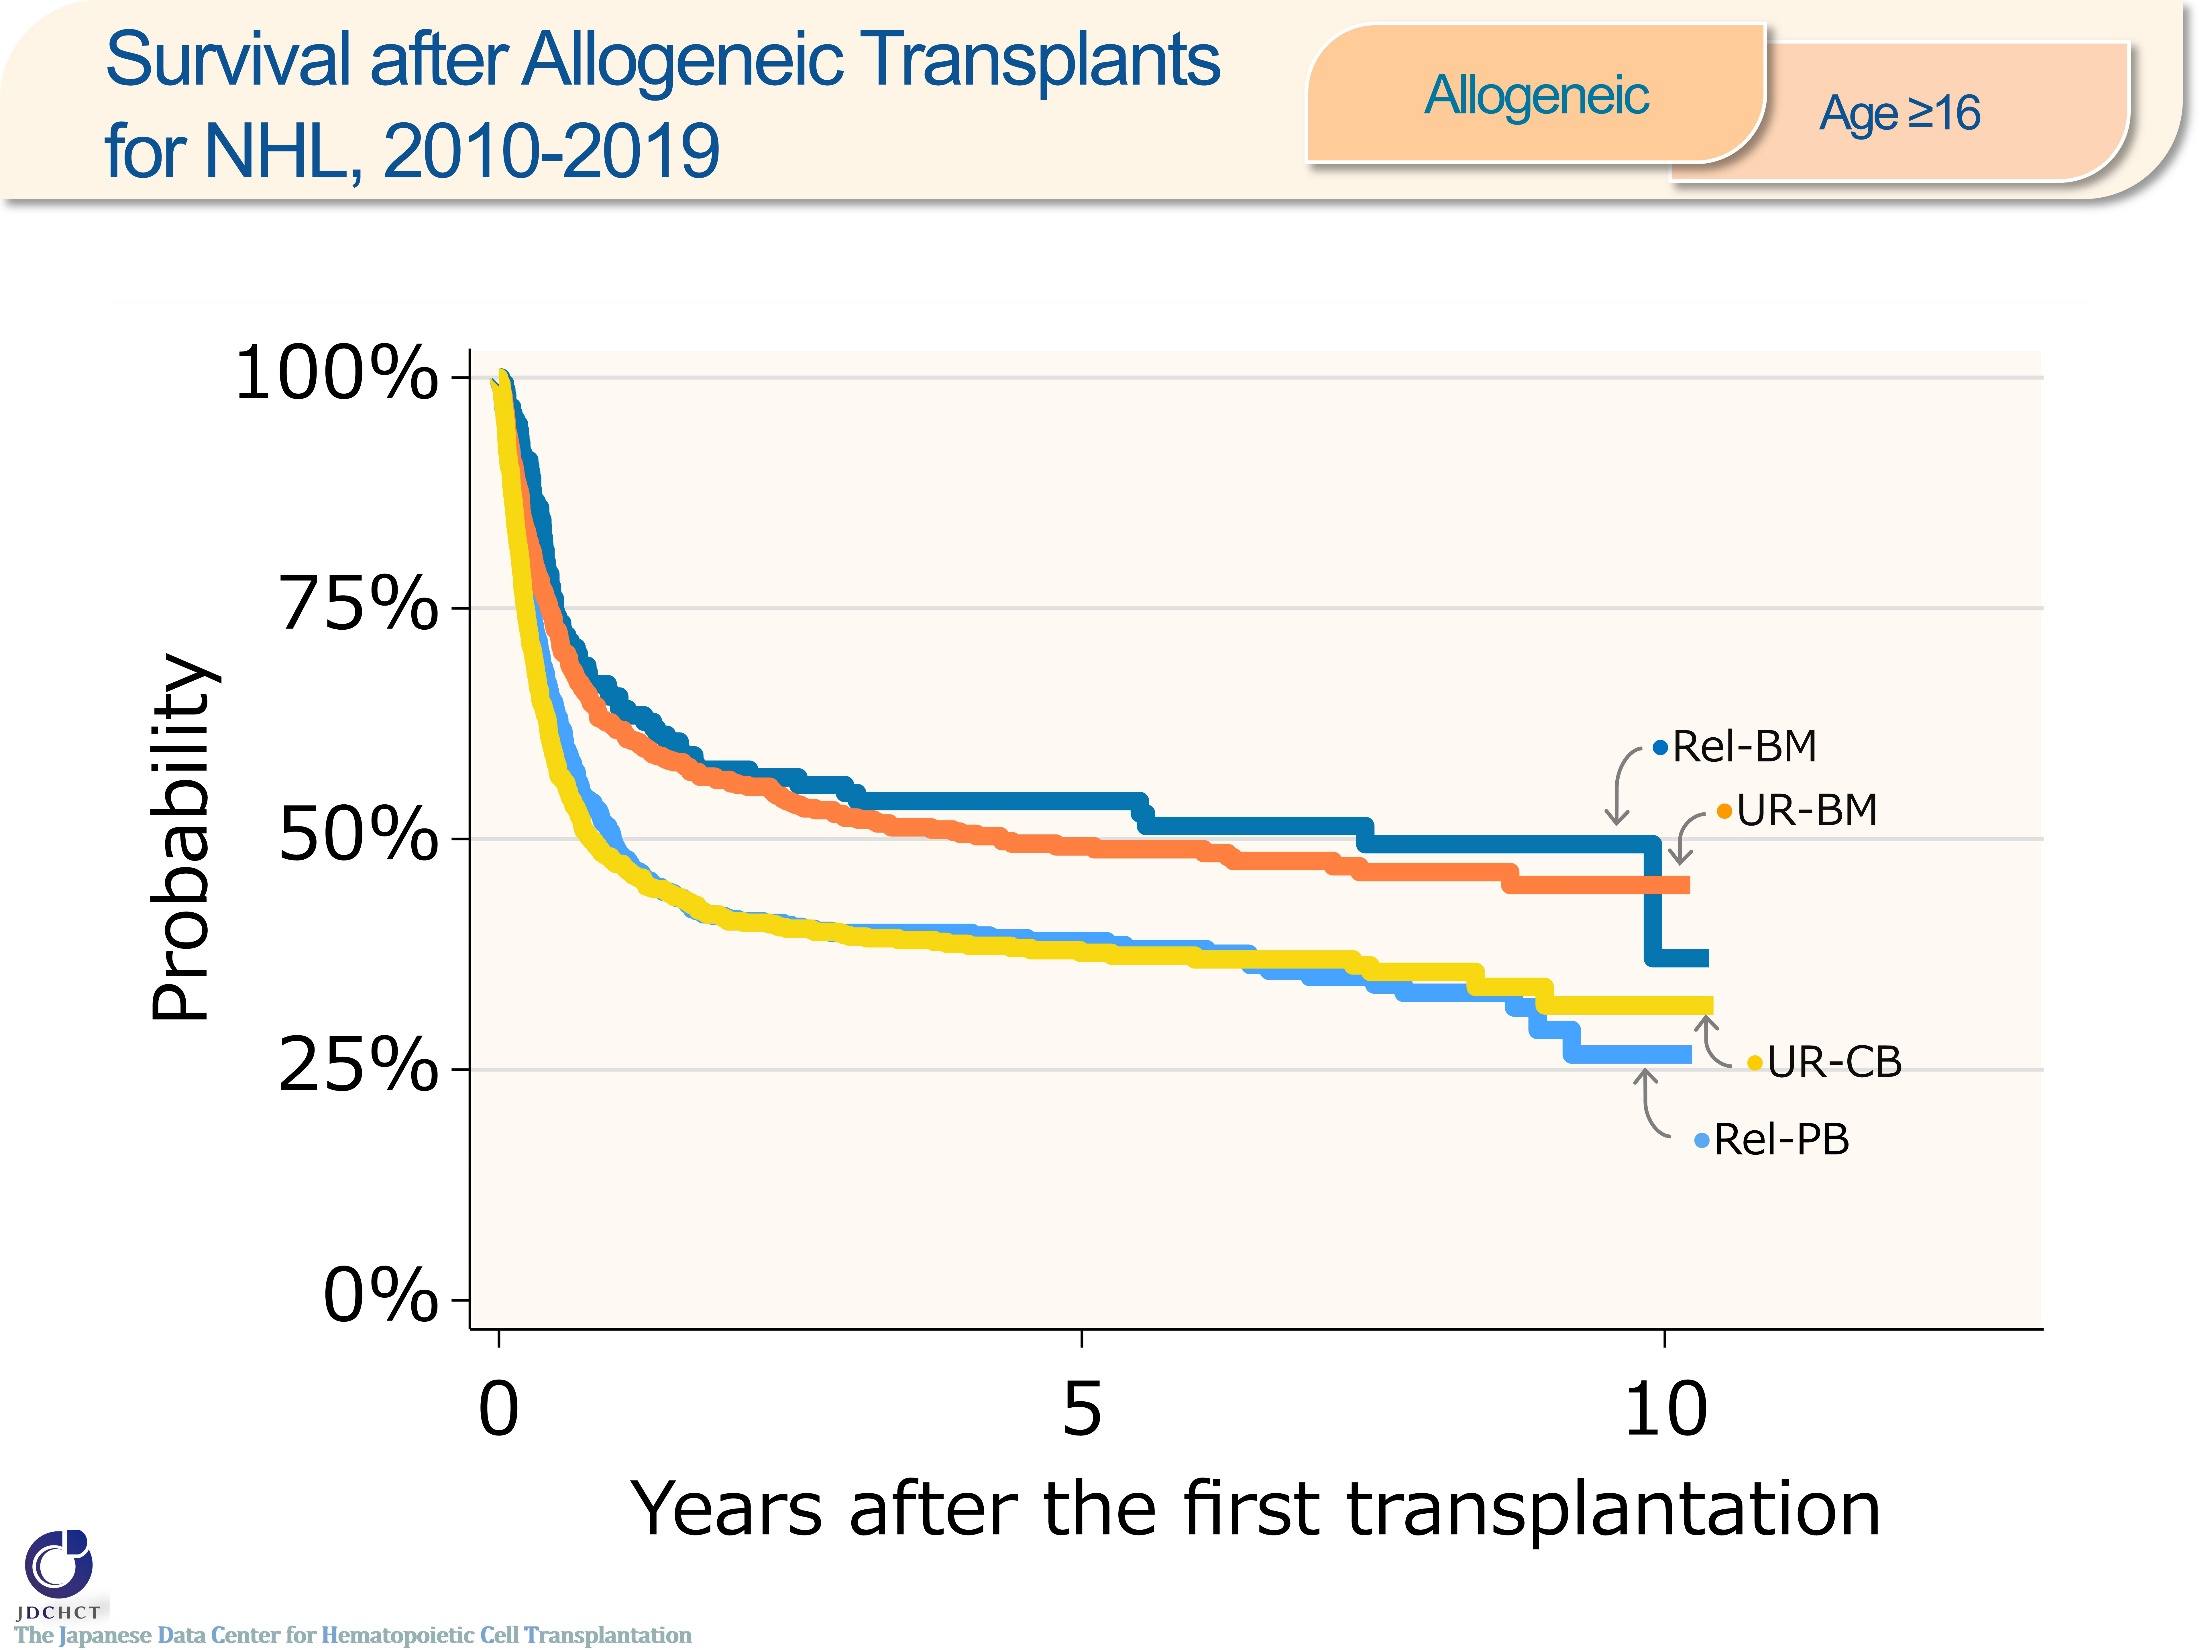 Survival after Allogeneic Transplants
for NHL, 2010-2019
Allogeneic
Age ≥16
100%
75%
50%
25%
0%
Probability
Rel-BM
UR-BM
UR-CB
Rel-PB
0 5 10
Years after the first transplantation
JDCHCT
The Japanese Data Center for Hematopoietic Cell Transplantation